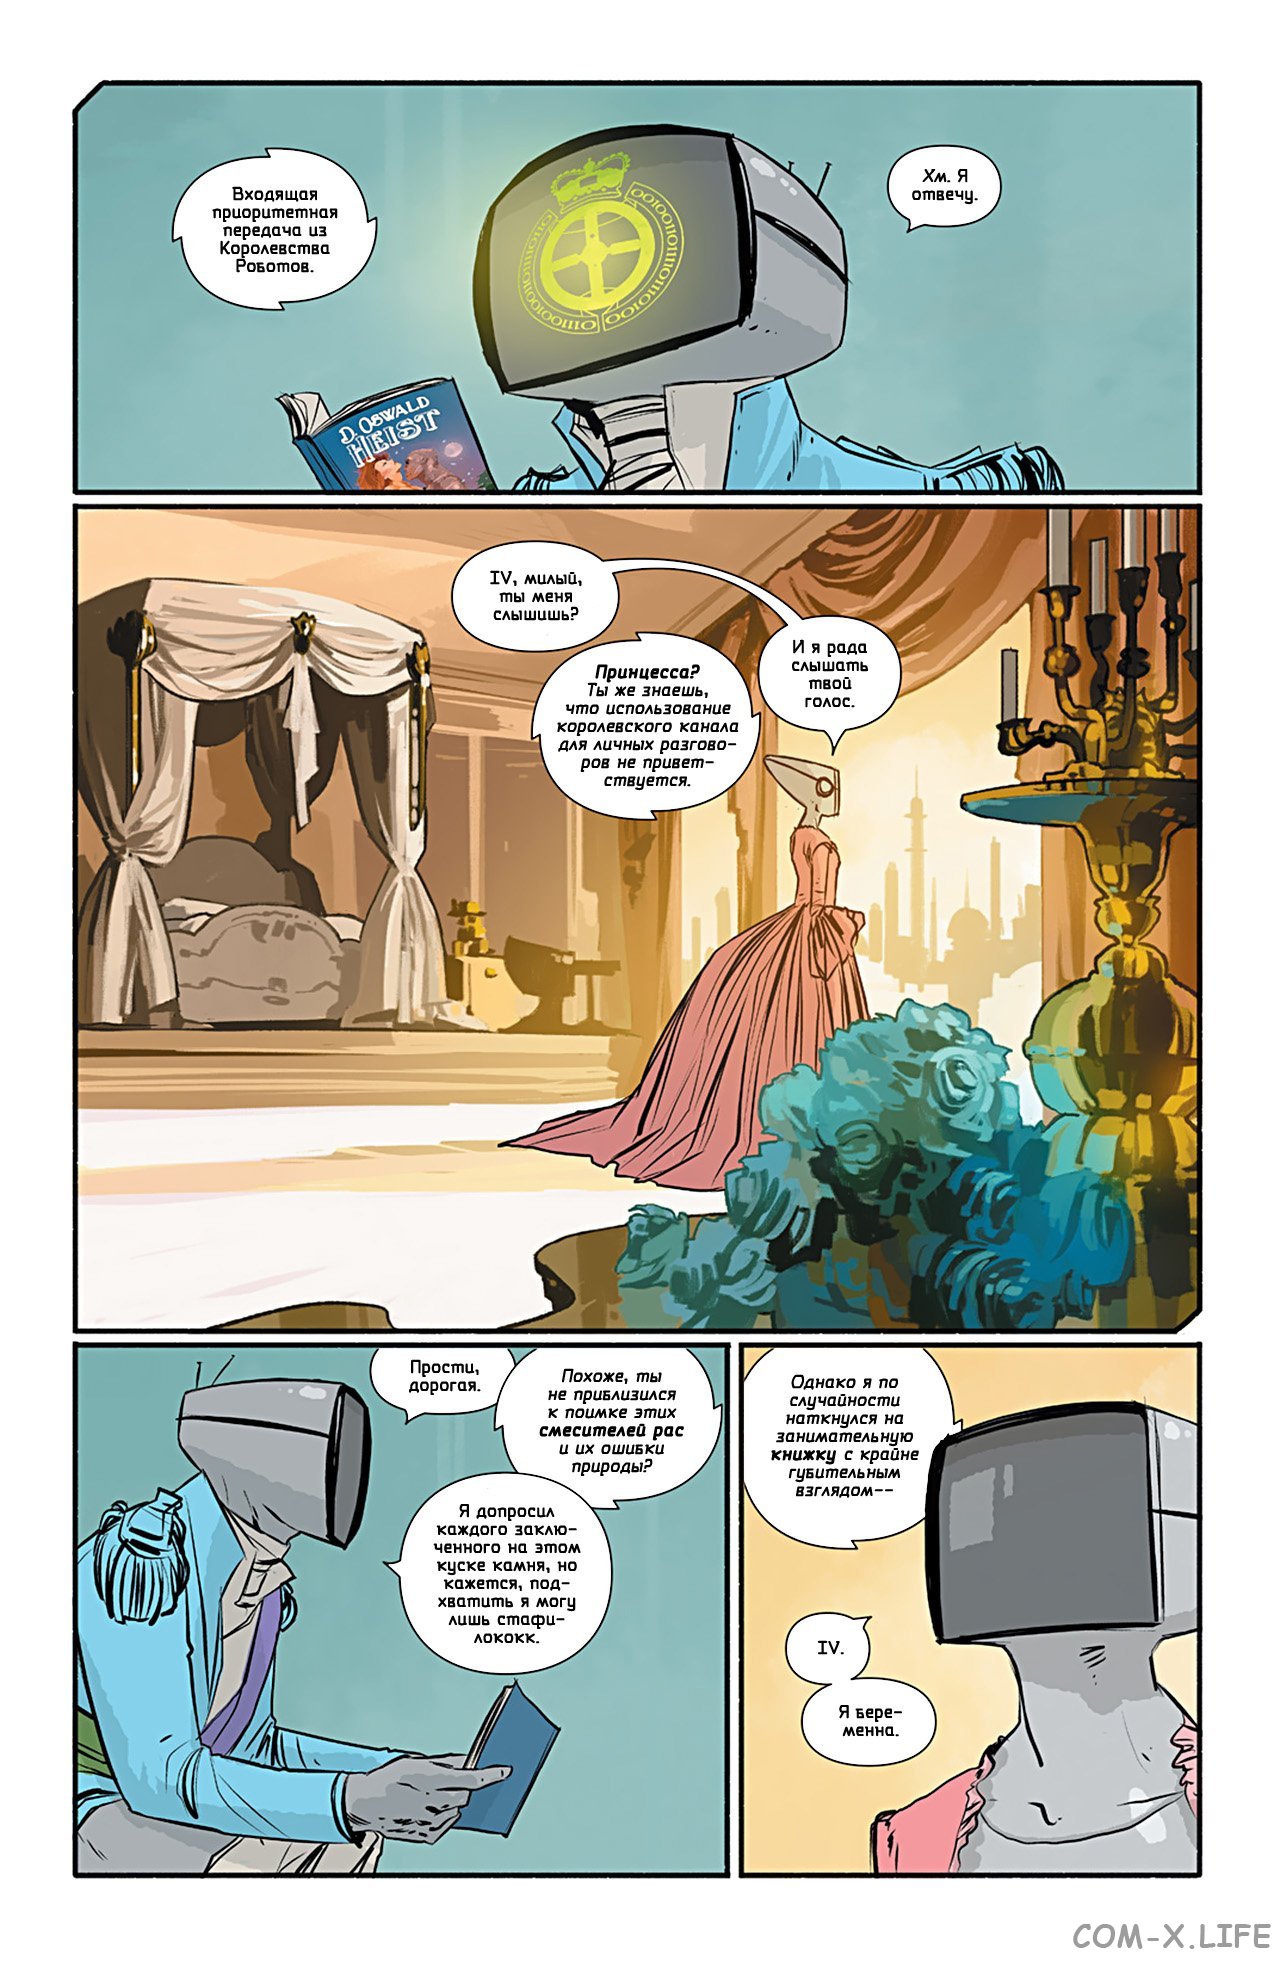 Входящая
приоритетная
передача из
Королевства
Роботов.
Хм. Я
отвечу.
D. OSWALD
HEIST
IV, милый,
ты меня
слышишь?
Принцесса?
Ты же знаешь,
что использование
королевского канала
для личных разгово-
ров не привет-
ствуется.
И я рада
слышать
твой
голос.
Прости,
дорогая.
Похоже, ты
не приблизился
к поимке этих
смесителей рас
и их ошибки
природы?
Я допросил
каждого заклю-
ченного на этом
куске камня, но
кажется, под-
хватить я могу
лишь стафи-
лококк.
Однако я по
случайности
наткнулся на
занимательную
книжку с крайне
губительным
взглядом--
IV.
Я бере-
менна.
COM-X.LIFE